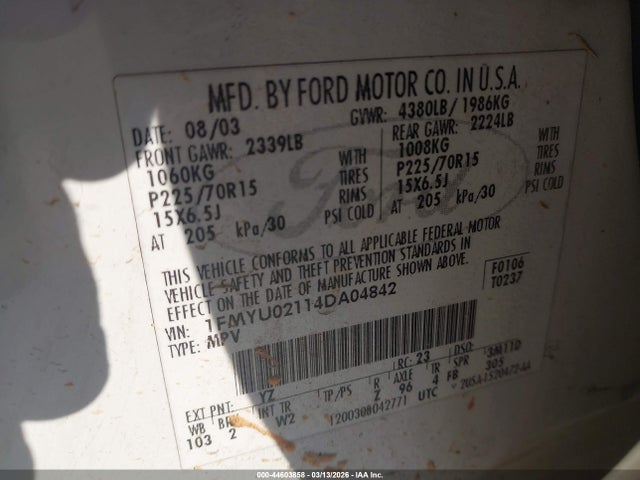 MFD. BY FORD MOTOR CO. IN U.S.A.
DATE: 08/03 GVWR: 4380LB/ 1986KG
FRONT GAWR: 2339LB REAR GAWR: 2224LB
1060KG WITH 1008KG WITH
P225/70R15 TIRES P225/70R15 TIRES
15X6.5J RIMS 15X6.5J RIMS
AT 205 kPa/30 PSI COLD AT 205 kPa/30 PSI COLD
THIS VEHICLE CONFORMS TO ALL APPLICABLE FEDERAL MOTOR
VEHICLE SAFETY AND THEFT PREVENTION STANDARDS IN
EFFECT ON THE DATE OF MANUFACTURE SHOWN ABOVE.
F0106
T0237
VIN: 1FMYU02114DA04842
TYPE: MPV
EXT PNT: YZ RC: 23 DSO: 3M11D
WB BR INT TR TP/PS R AXLE TR SPR
103 2 W2 Z 96 4 FB 305
1200308042771 UTC
Ford
000-44603858 - 03/13/2026 - IAA Inc.